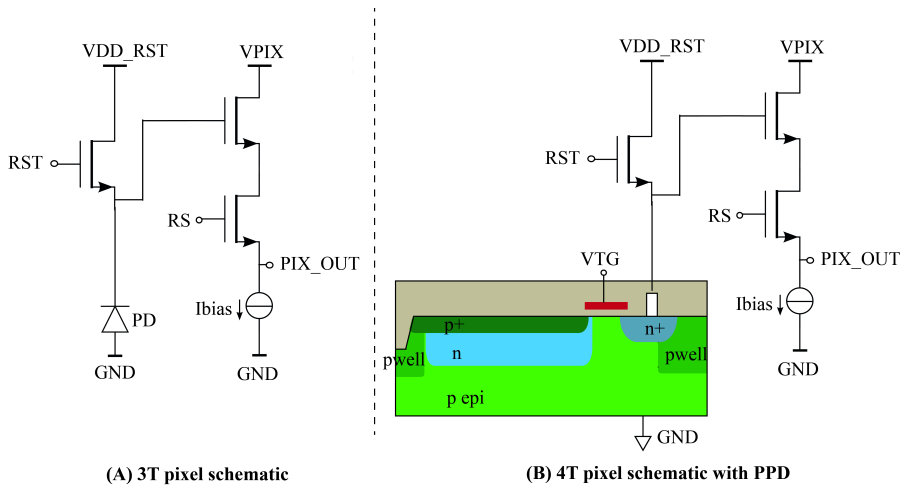 VDD_RST
VPIX
RST
RS
PIX_OUT
Ibias
PD
GND
GND
(A) 3T pixel schematic
VDD_RST
VPIX
RST
RS
VTG
PIX_OUT
Ibias
p+
n+
pwell
n
pwell
p epi
GND
GND
(B) 4T pixel schematic with PPD